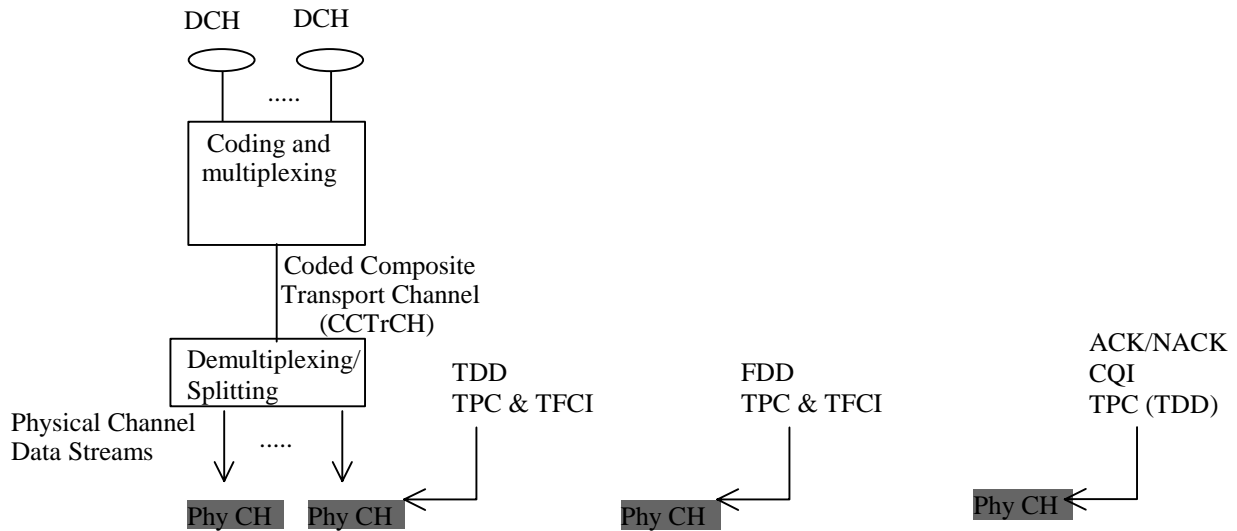 DCH
DCH
.....
Coding and
multiplexing
Coded Composite
Transport Channel
(CCTrCH)
Demultiplexing/
Splitting
Physical Channel
Data Streams
.....
TDD
TPC & TFCI
FDD
TPC & TFCI
ACK/NACK
CQI
TPC (TDD)
Phy CH
Phy CH
Phy CH
Phy CH